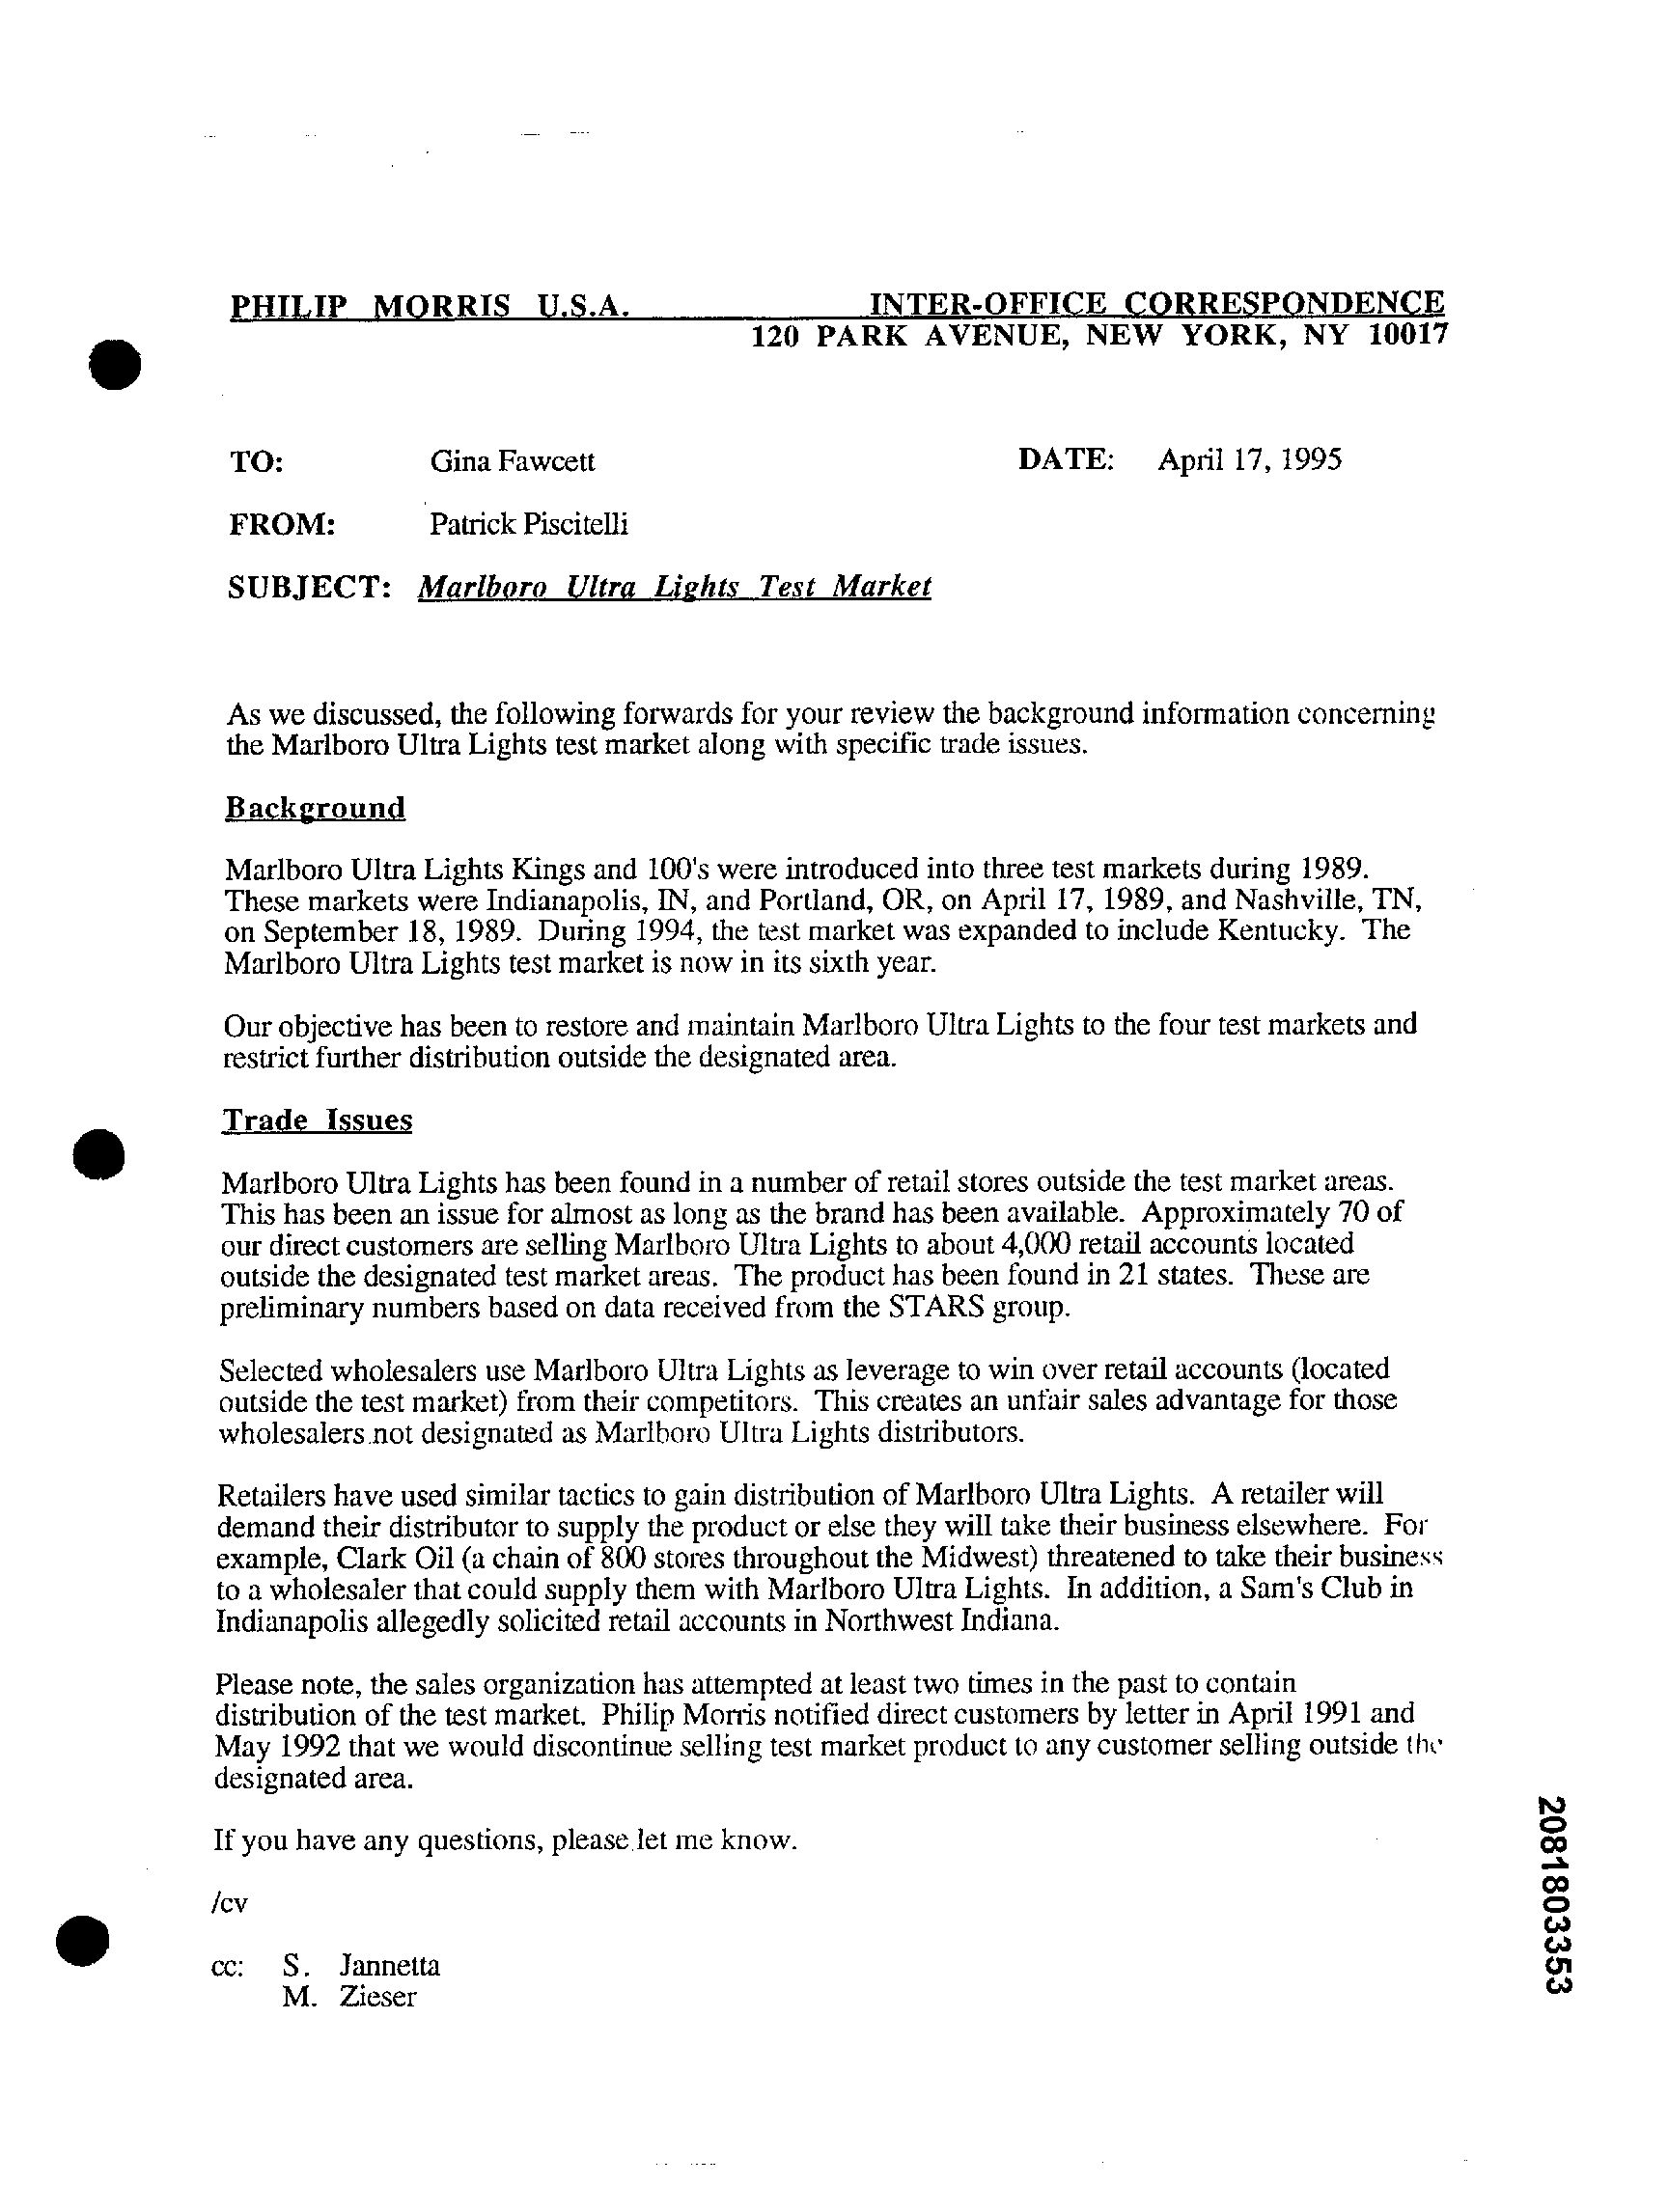 PHILIP MORRIS U.S.A. INTER-OFFICE CORRESPONDENCE
120 PARK AVENUE, NEW YORK, NY 10017
TO: Gina Fawcett DATE: April 17, 1995
FROM: Patrick Piscitelli
SUBJECT: Marlboro Ultra Lights Test Market
As we discussed, the following forwards for your review the background information concerning
the Marlboro Ultra Lights test market along with specific trade issues.
Background
Marlboro Ultra Lights Kings and 100's were introduced into three test markets during 1989.
These markets were Indianapolis, IN, and Portland, OR, on April 17, 1989, and Nashville, TN,
on September 18, 1989. During 1994, the test market was expanded to include Kentucky. The
Marlboro Ultra Lights test market is now in its sixth year.
Our objective has been to restore and maintain Marlboro Ultra Lights to the four test markets and
restrict further distribution outside the designated area.
Trade Issues
Marlboro Ultra Lights has been found in a number of retail stores outside the test market areas.
This has been an issue for almost as long as the brand has been available. Approximately 70 of
our direct customers are selling Marlboro Ultra Lights to about 4,000 retail accounts located
outside the designated test market areas. The product has been found in 21 states. These are
preliminary numbers based on data received from the STARS group.
Selected wholesalers use Marlboro Ultra Lights as leverage to win over retail accounts (located
outside the test market) from their competitors. This creates an unfair sales advantage for those
wholesalers not designated as Marlboro Ultra Lights distributors.
Retailers have used similar tactics to gain distribution of Marlboro Ultra Lights. A retailer will
demand their distributor to supply the product or else they will take their business elsewhere. For
example, Clark Oil (a chain of 800 stores throughout the Midwest) threatened to take their business
to a wholesaler that could supply them with Marlboro Ultra Lights. In addition, a Sam's Club in
Indianapolis allegedly solicited retail accounts in Northwest Indiana.
Please note, the sales organization has attempted at least two times in the past to contain
distribution of the test market. Philip Morris notified direct customers by letter in April 1991 and
May 1992 that we would discontinue selling test market product to any customer selling outside the
designated area.
If you have any questions, please let me know.
/cv
cc: S. Jannetta
M. Zieser
2081803353